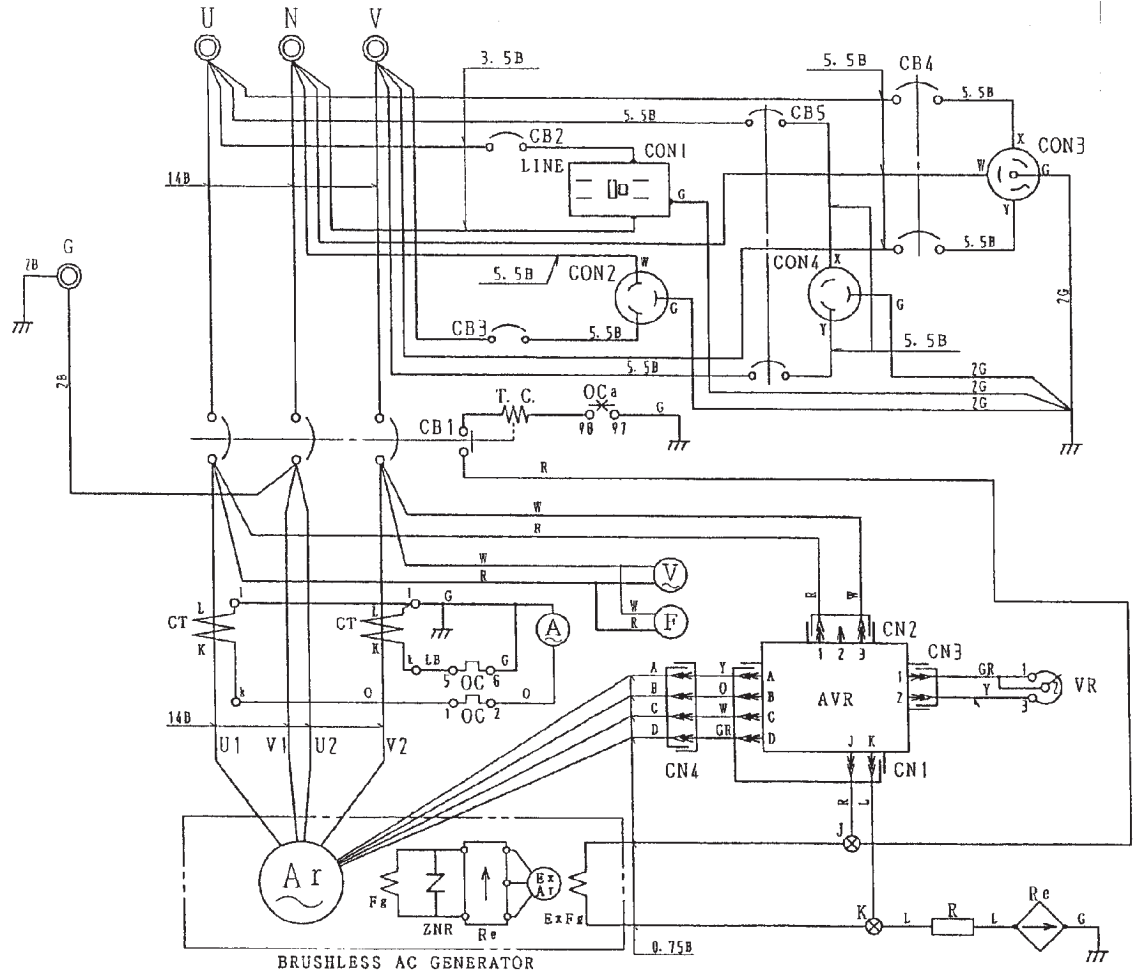 U N V
3. 5B
5. 5B
CB4
5. 5B
5. 5B
CB5
CB2
X
CON3
LINE
CON1
W
G
14B
G
Y
G
5. 5B
2B
CON2
W
CON4
X
5. 5B
G
G
2G
CB3
5. 5B
Y
5. 5B
5. 5B
2G
2G
2G
2B
T. C.
OCa
CB1
98 97
G
R
W
R
W
R
V
W
R
F
R
W
L
l
CT
K
L
l
CT
K
G
A
k
LB
5
OC
6
G
k
O
1
OC
2
O
CN2
1 2 3
CN3
A
B
C
D
Y
O
W
GR
A
B
C
D
AVR
1
2
GR
Y
1
2
3
VR
J K
CN4
CN1
14B
U1 V1 U2 V2
R
L
J
Ar
Fg
ZNR
Re
Ex
Ar
ExFg
K
L
R
L
Re
G
0. 75B
BRUSHLESS AC GENERATOR